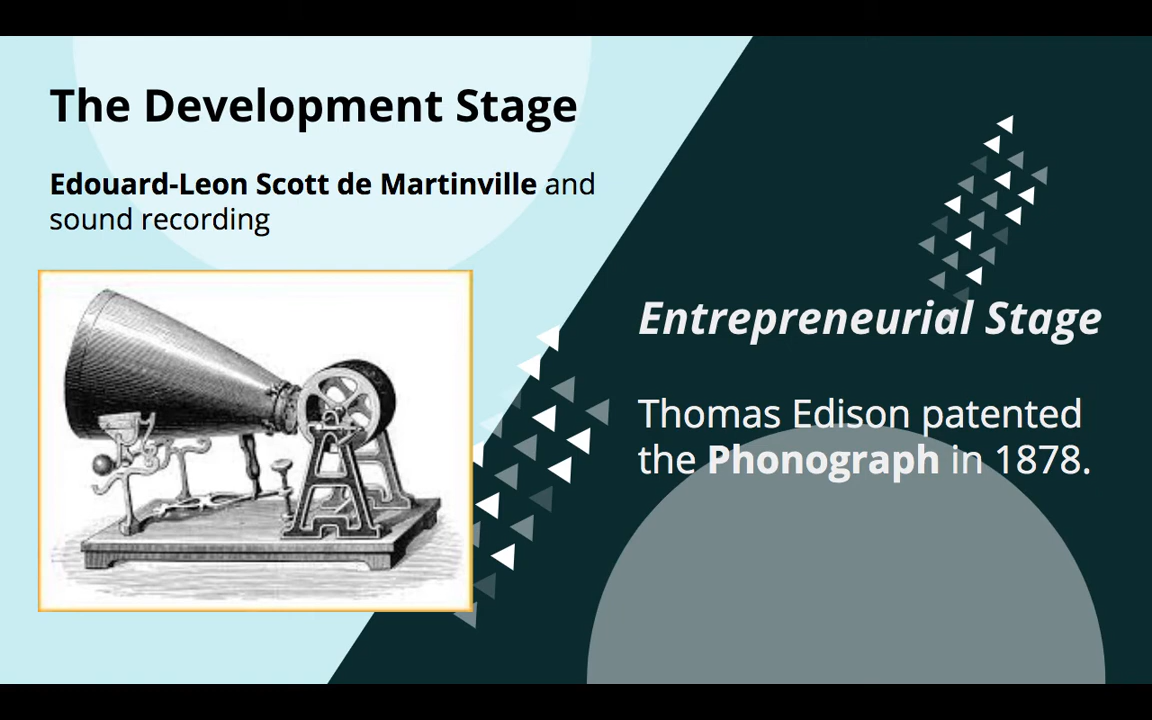 The Development Stage
Edouard-Leon Scott de Martinville and
sound recording
Entrepreneurial Stage
Thomas Edison patented
the Phonograph in 1878.